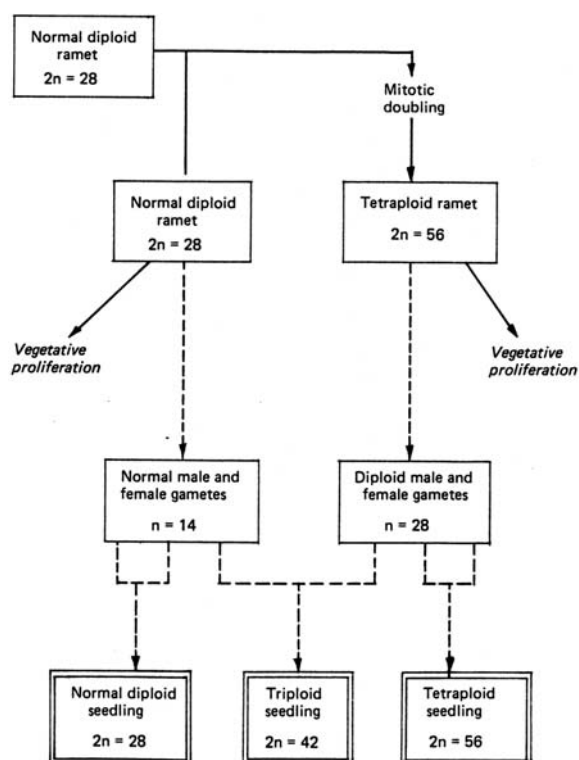 Normal diploid
ramet
2n = 28
Mitotic
doubling
Normal diploid
ramet
2n = 28
Tetraploid ramet
2n = 56
Vegetative
proliferation
Vegetative
proliferation
Normal male and
female gametes
n = 14
Diploid male and
female gametes
n = 28
Normal diploid
seedling
2n = 28
Triploid
seedling
2n = 42
Tetraploid
seedling
2n = 56